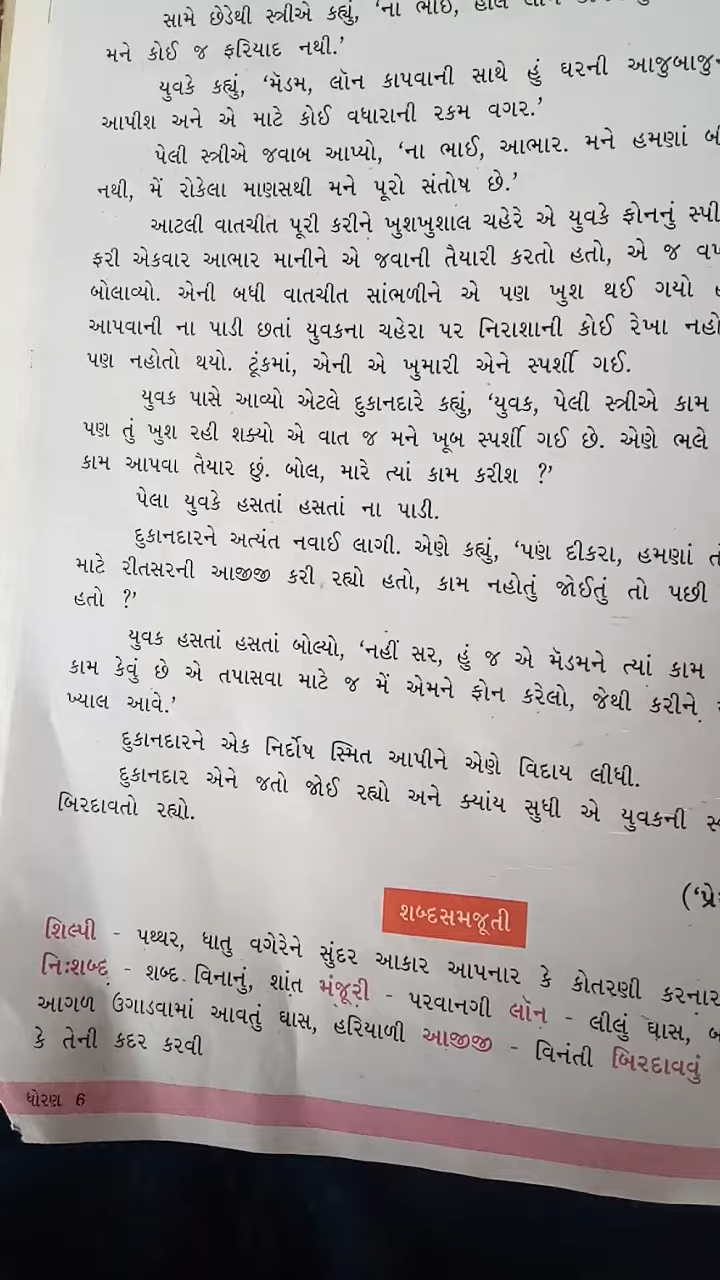 સામે છેડેથી સ્ત્રીએ કહ્યું, ‘ના ભાઈ, હાલ
મને કોઈ જ ફરિયાદ નથી.’
યુવકે કહ્યું, ‘મૅડમ, લૉન કાપવાની સાથે હું ઘરની આજુબાજુ
આપીશ અને એ માટે કોઈ વધારાની રકમ વગર.’
પેલી સ્ત્રીએ જવાબ આપ્યો, ‘ના ભાઈ, આભાર. મને હમણાં
નથી, મેં રોકેલા માણસથી મને પૂરો સંતોષ છે.’
આટલી વાતચીત પૂરી કરીને ખુશખુશાલ ચહેરે એ યુવકે ફોનનું
ફરી એકવાર આભાર માનીને એ જવાની તૈયારી કરતો હતો, એ જ
બોલાવ્યો. એની બધી વાતચીત સાંભળીને એ પણ ખુશ થઈ ગયો
આપવાની ના પાડી છતાં યુવકના ચહેરા પર નિરાશાની કોઈ રેખા
પણ નહોતો થયો. ટૂંકમાં, એની એ ખુમારી એને સ્પર્શી ગઈ.
યુવક પાસે આવ્યો એટલે દુકાનદારે કહ્યું, ‘યુવક, પેલી સ્ત્રીએ કામ
પણ તું ખુશ રહી શક્યો એ વાત જ મને ખૂબ સ્પર્શી ગઈ છે. એણે ભલે
કામ આપવા તૈયાર છું. બોલ, મારે ત્યાં કામ કરીશ ?’
પેલા યુવકે હસતાં હસતાં ના પાડી.
દુકાનદારને અત્યંત નવાઈ લાગી. એણે કહ્યું, ‘પણ દીકરા, હમણાં
માટે રીતસરની આજીજી કરી રહ્યો હતો, કામ નહોતું જોઈતું તો પછી
હતો ?’
યુવક હસતાં હસતાં બોલ્યો, ‘નહીં સર, હું જ એ મૅડમને ત્યાં કામ
કામ કેવું છે એ તપાસવા માટે જ મેં એમને ફોન કરેલો, જેથી કરીને
ખ્યાલ આવે.’
દુકાનદારને એક નિર્દોષ સ્મિત આપીને એણે વિદાય લીધી.
દુકાનદાર એને જતો જોઈ રહ્યો અને ક્યાંય સુધી એ યુવકની
બિરદાવતો રહ્યો.
શબ્દસમજૂતી
શિલ્પી - પથ્થર, ધાતુ વગેરેને સુંદર આકાર આપનાર કે કોતરણી કરનાર
નિઃશબ્દ - શબ્દ વિનાનું, શાંત મંજૂરી - પરવાનગી લૉન - લીલું ઘાસ,
આગળ ઉગાડવામાં આવતું ઘાસ, હરિયાળી આજીજી - વિનંતી બિરદાવવું
કે તેની કદર કરવી
ધોરણ 6